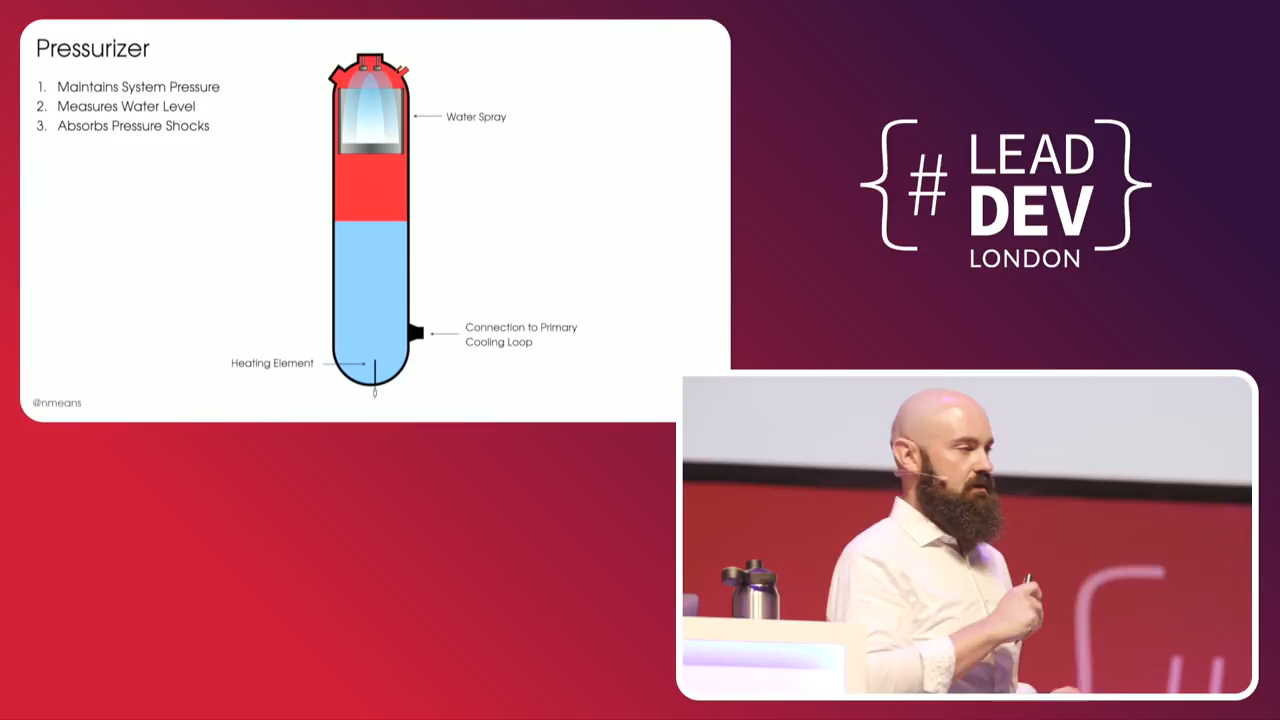 Pressurizer
1. Maintains System Pressure
2. Measures Water Level
3. Absorbs Pressure Shocks
Water Spray
Connection to Primary
Cooling Loop
Heating Element
@nmeans
{# LEAD
DEV}
LONDON